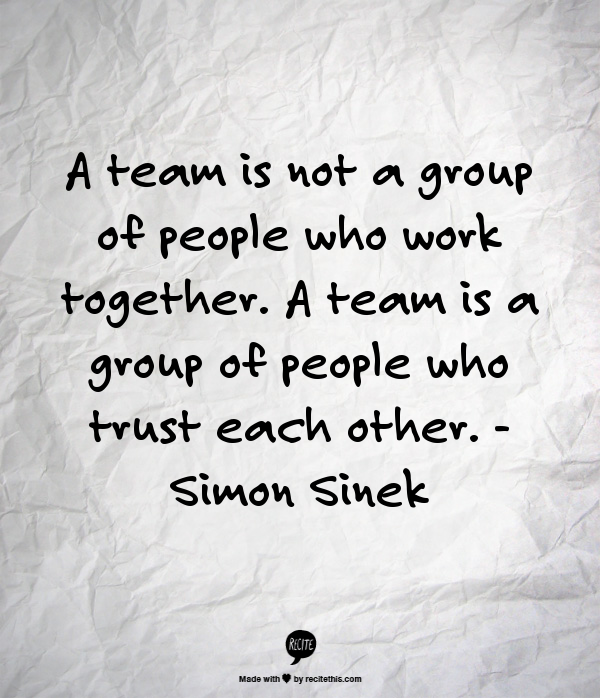 A team is not a group
of people who work
together. A team is a
group of people who
trust each other. -
Simon Sinek
RECITE
Made with ♥ by recitethis.com